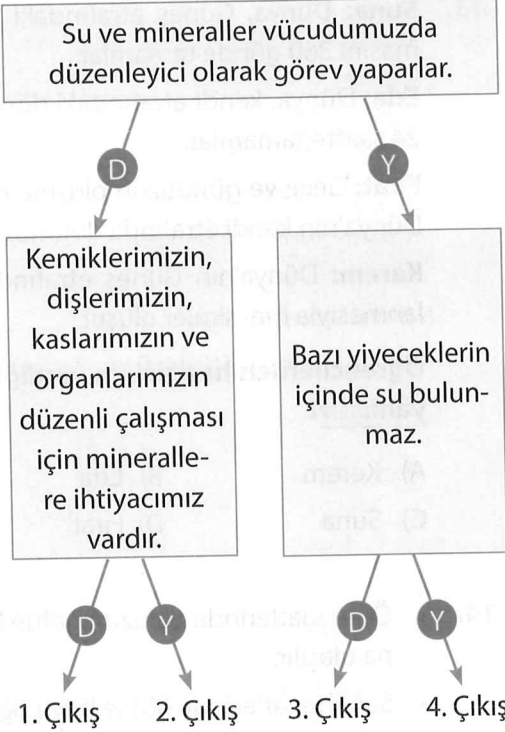 Su ve mineraller vücudumuzda
düzenleyici olarak görev yaparlar.
D
Y
Kemiklerimizin,
dişlerimizin,
kaslarımızın ve
organlarımızın
düzenli çalışması
için mineralle-
re ihtiyacımız
vardır.
Bazı yiyeceklerin
içinde su bulun-
maz.
D
Y
D
Y
1. Çıkış
2. Çıkış
3. Çıkış
4. Çıkış